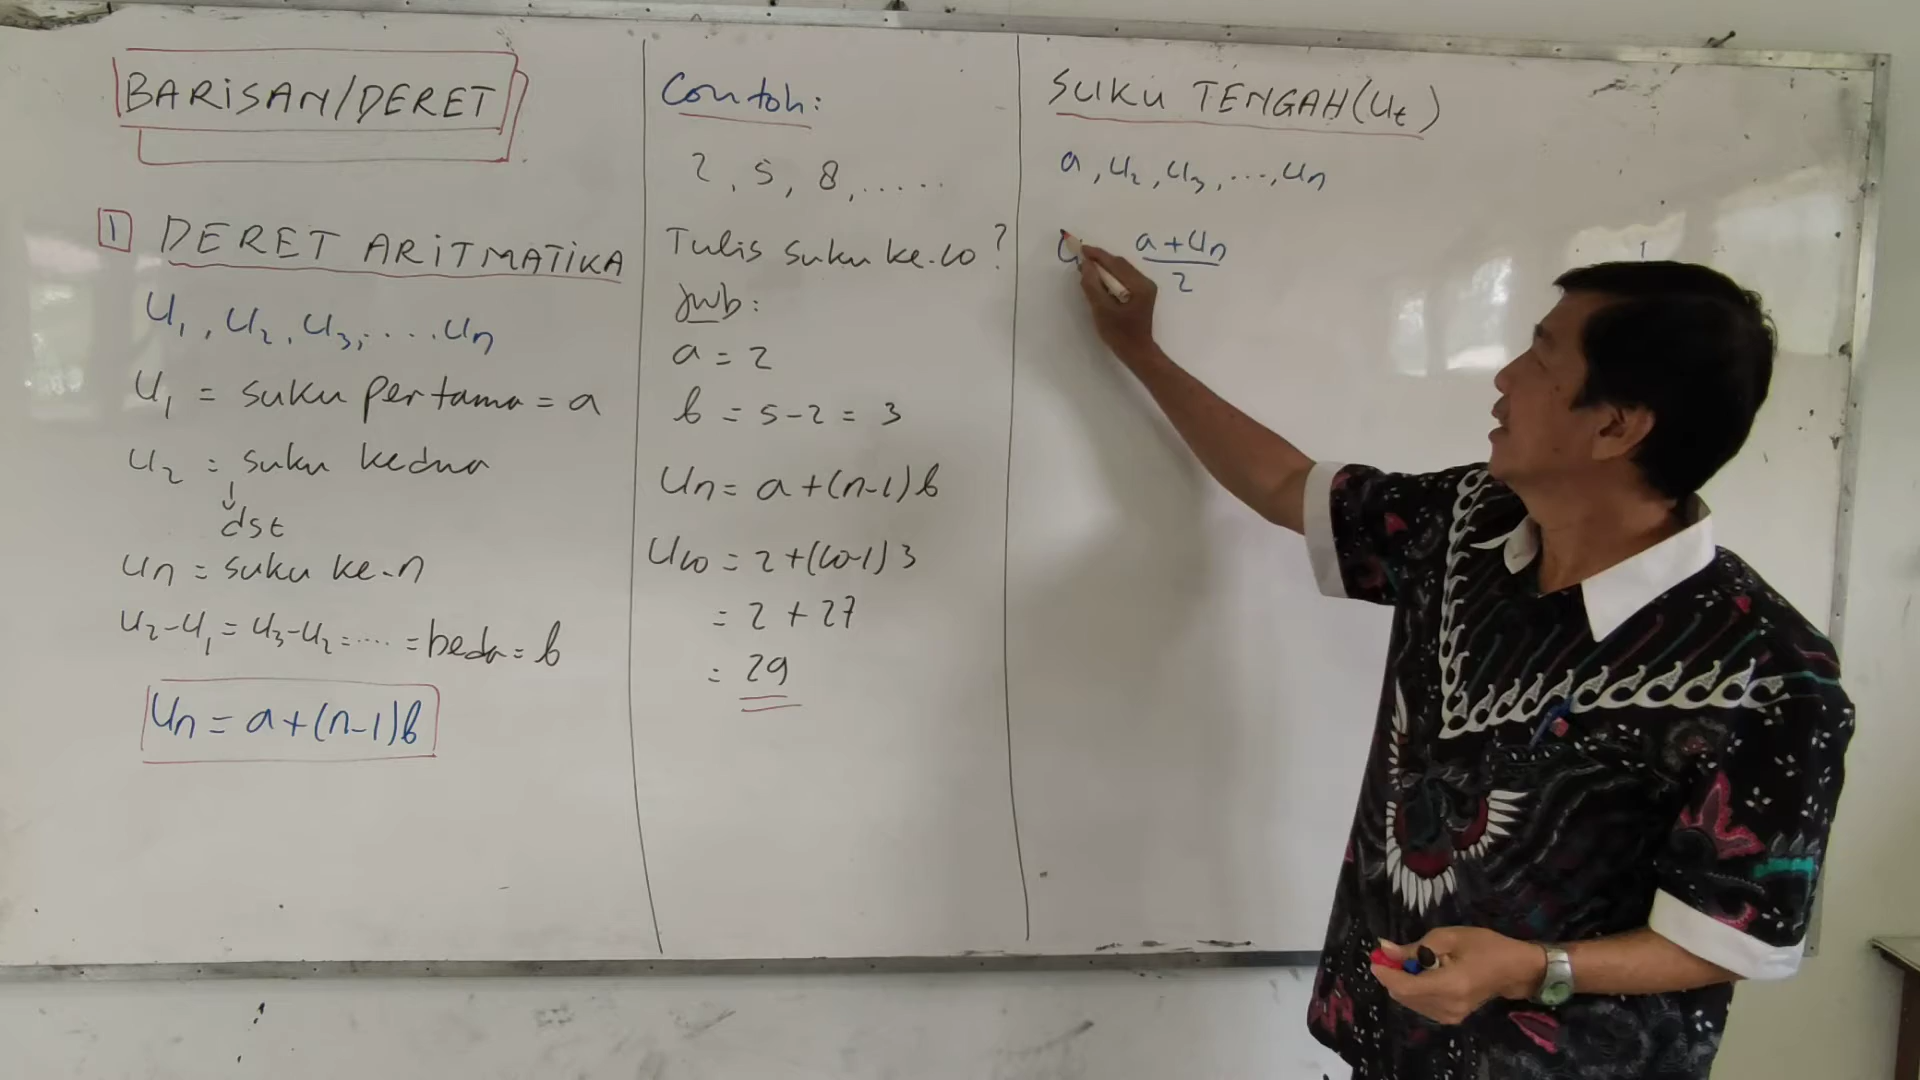 BARISAN/DERET
1 DERET ARITMATIKA
U1, U2, U3, .... Un
U1 = suku pertama = a
U2 = suku kedua
↓
dst
Un = suku ke-n
U2-U1 = U3-U2 = .... = beda = b
Un = a+(n-1)b
Contoh:
2, 5, 8, .....
Tulis suku ke-10?
Jwb:
a = 2
b = 5-2 = 3
Un = a+(n-1)b
U10 = 2+(10-1)3
= 2 + 27
= 29
SUKU TENGAH (Ut)
a, U2, U3, ..., Un
a+Un
2